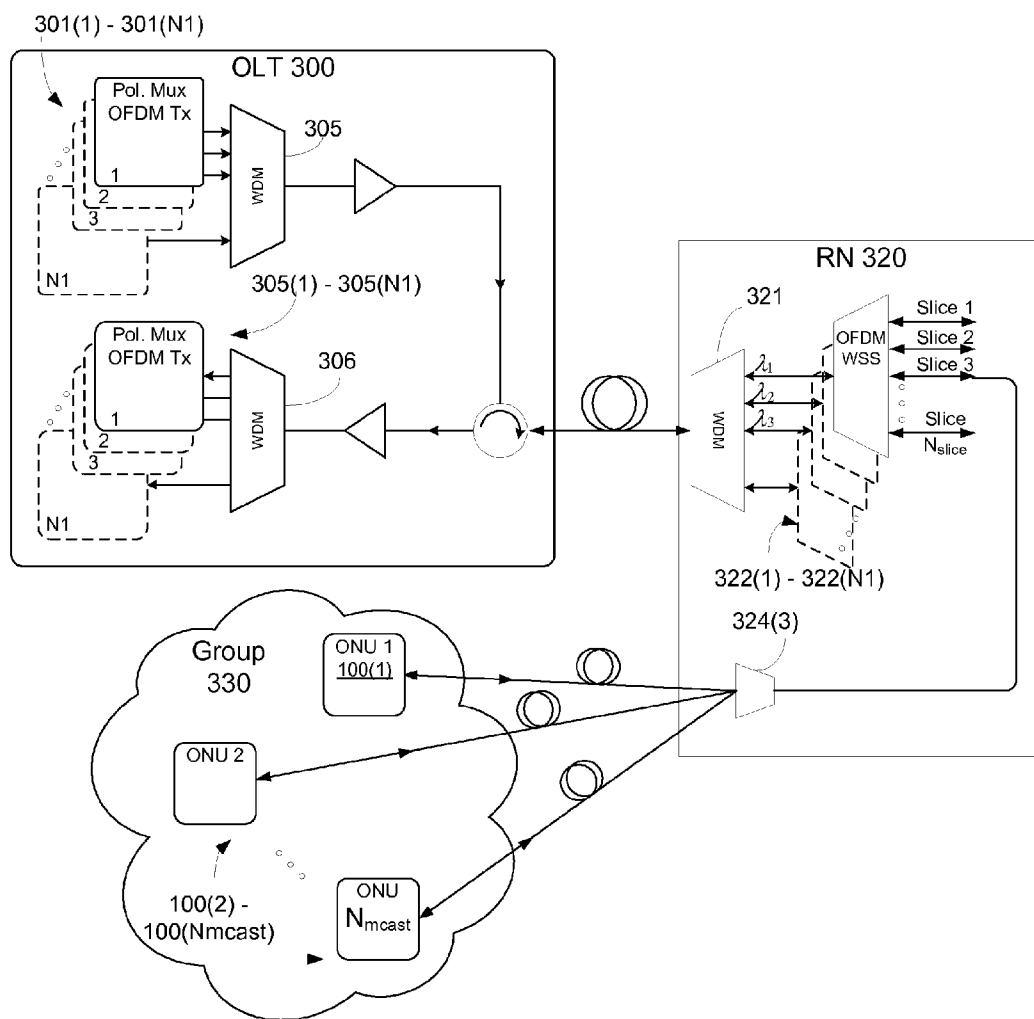 301(1) - 301(N1)
OLT 300
Pol. Mux
OFDM Tx
1
2
3
N1
WDM
305
305(1) - 305(N1)
Pol. Mux
OFDM Tx
1
2
3
N1
WDM
306
RN 320
321
WDM
λ1
λ2
λ3
OFDM
WSS
Slice 1
Slice 2
Slice 3
Slice
Nslice
322(1) - 322(N1)
324(3)
Group
330
ONU 1
100(1)
ONU 2
100(2) -
100(Nmcast)
ONU
Nmcast